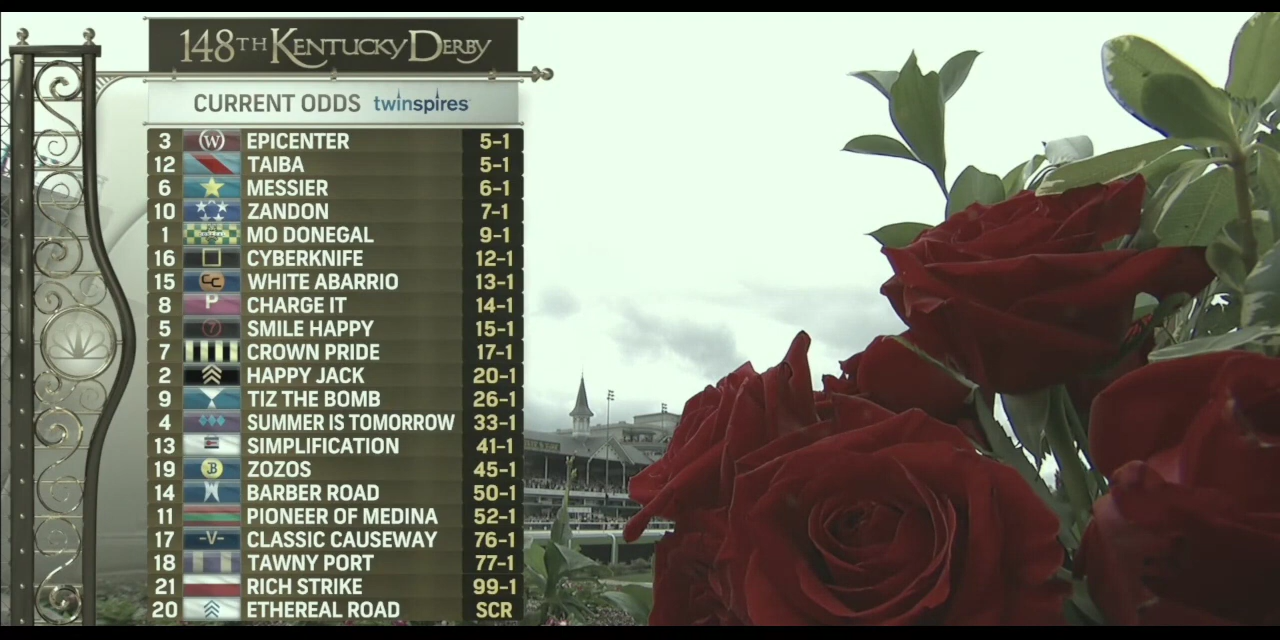 148TH KENTUCKY DERBY
CURRENT ODDS twinspires
3 W EPICENTER 5-1
12 TAIBA 5-1
6 MESSIER 6-1
10 ZANDON 7-1
1 MO DONEGAL 9-1
16 CYBERKNIFE 12-1
15 CC WHITE ABARRIO 13-1
8 P CHARGE IT 14-1
5 7 SMILE HAPPY 15-1
7 CROWN PRIDE 17-1
2 HAPPY JACK 20-1
9 TIZ THE BOMB 26-1
4 SUMMER IS TOMORROW 33-1
13 SIMPLIFICATION 41-1
19 B ZOZOS 45-1
14 BARBER ROAD 50-1
11 PIONEER OF MEDINA 52-1
17 -V- CLASSIC CAUSEWAY 76-1
18 TAWNY PORT 77-1
21 RICH STRIKE 99-1
20 ETHEREAL ROAD SCR